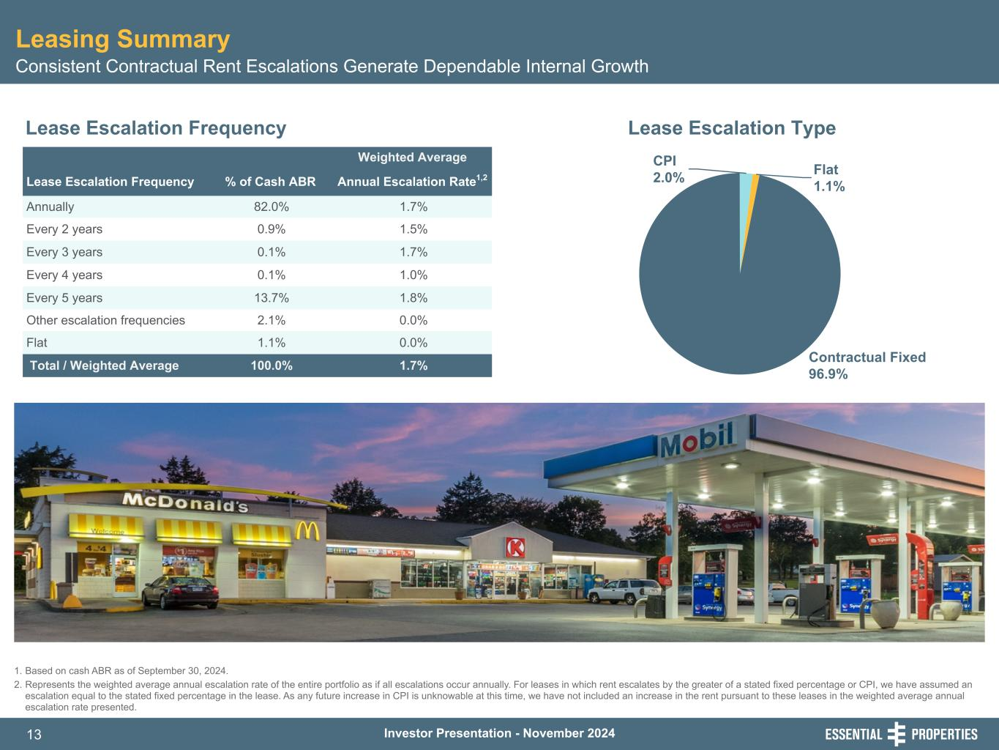 Leasing Summary
Consistent Contractual Rent Escalations Generate Dependable Internal Growth
Lease Escalation Frequency
Weighted Average
Lease Escalation Frequency % of Cash ABR Annual Escalation Rate1,2
Annually 82.0% 1.7%
Every 2 years 0.9% 1.5%
Every 3 years 0.1% 1.7%
Every 4 years 0.1% 1.0%
Every 5 years 13.7% 1.8%
Other escalation frequencies 2.1% 0.0%
Flat 1.1% 0.0%
Total / Weighted Average 100.0% 1.7%
Lease Escalation Type
CPI
2.0%
Flat
1.1%
Contractual Fixed
96.9%
McDonald's
Welcome
4 for $4
Slushie
K
Mobil
Synergy
Synergy
Synergy
Synergy
1. Based on cash ABR as of September 30, 2024.
2. Represents the weighted average annual escalation rate of the entire portfolio as if all escalations occur annually. For leases in which rent escalates by the greater of a stated fixed percentage or CPI, we have assumed an
escalation equal to the stated fixed percentage in the lease. As any future increase in CPI is unknowable at this time, we have not included an increase in the rent pursuant to these leases in the weighted average annual
escalation rate presented.
13
Investor Presentation - November 2024
ESSENTIAL PROPERTIES